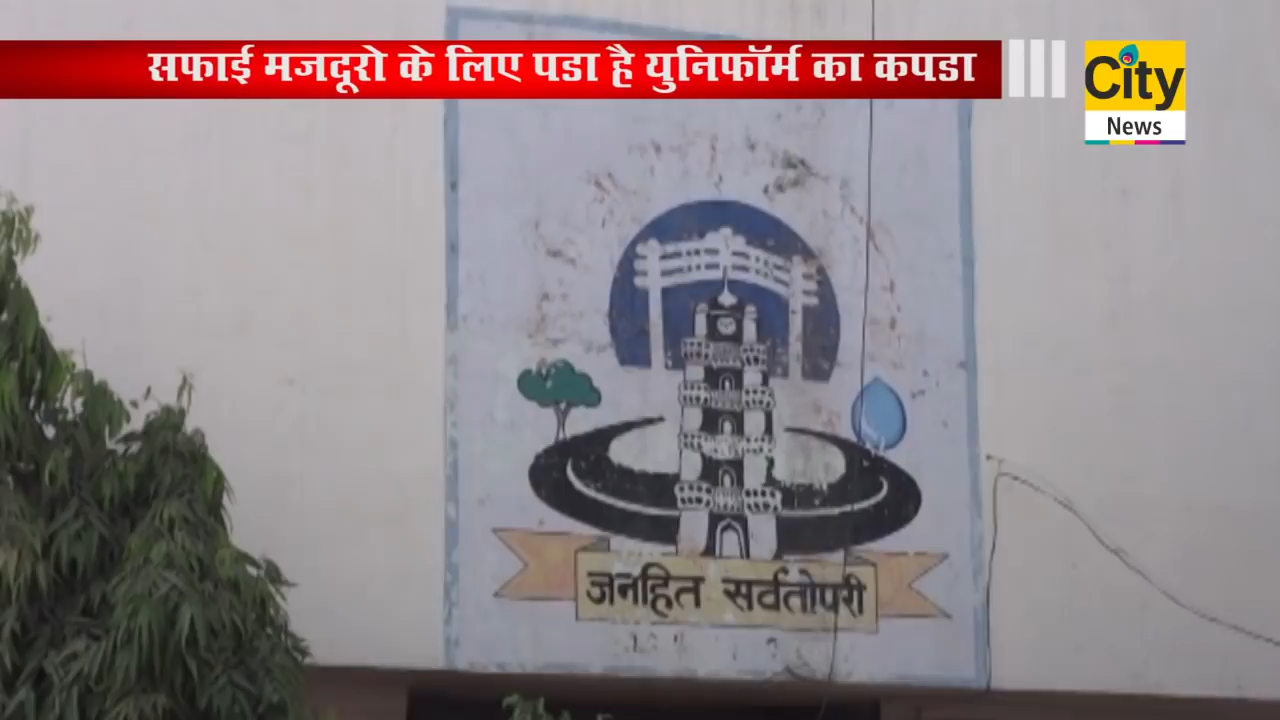 सफाई मजदूरो के लिए पडा है युनिफॉर्म का कपडा
City
News
जनहित सर्वतोपरी